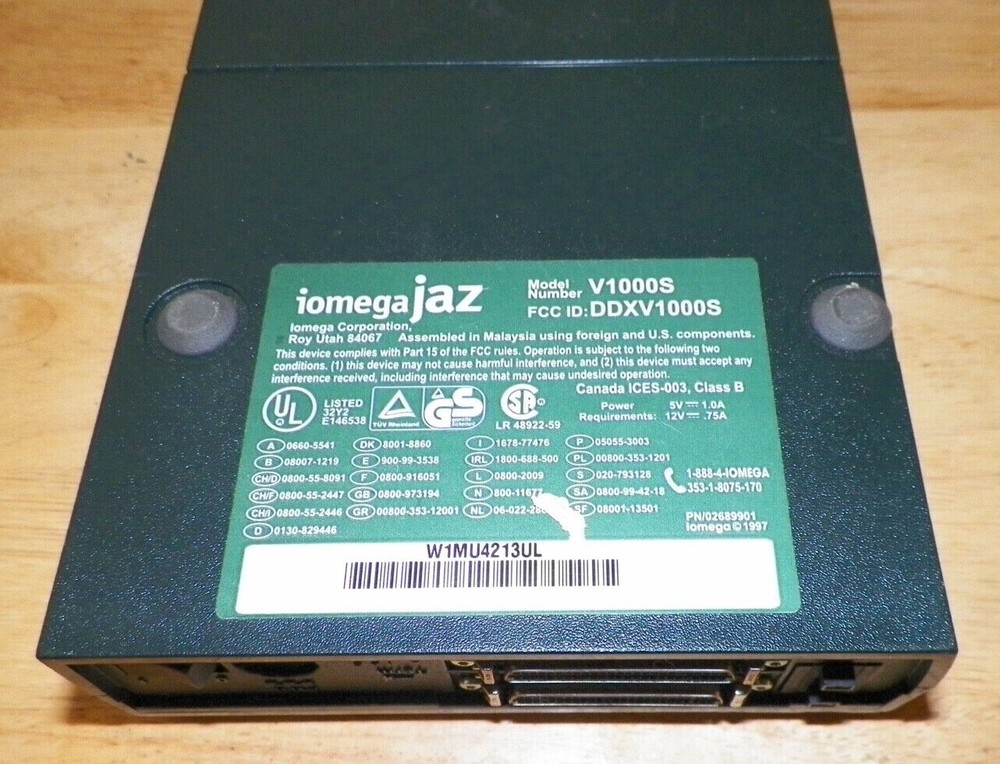 iomega jaz
Model Number V1000S
FCC ID: DDXV1000S
Iomega Corporation,
Roy Utah 84067 Assembled in Malaysia using foreign and U.S. components.
This device complies with Part 15 of the FCC rules. Operation is subject to the following two
conditions. (1) this device may not cause harmful interference, and (2) this device must accept any
interference received, including interference that may cause undesired operation.
Canada ICES-003, Class B
UL LISTED
32Y2
E146538
TÜV Rheinland
GS
SA
LR 48922-59
Power Requirements: 5V 1.0A
12V .75A
A 0660-5541 DK 8001-8860 I 1678-77476 P 05055-3003
B 08007-1219 E 900-99-3538 IRL 1800-688-500 PL 00800-353-1201
CH/D 0800-55-8091 F 0800-916051 L 0800-2009 S 020-793128
CH/F 0800-55-2447 GB 0800-973194 N 800-11677 SA 0800-99-42-18
CH/I 0800-55-2446 GR 00800-353-12001 NL 06-022- SF 08001-13501
D 0130-829446
1-888-4-IOMEGA
353-1-8075-170
PN/02689901
Iomega © 1997
W1MU4213UL